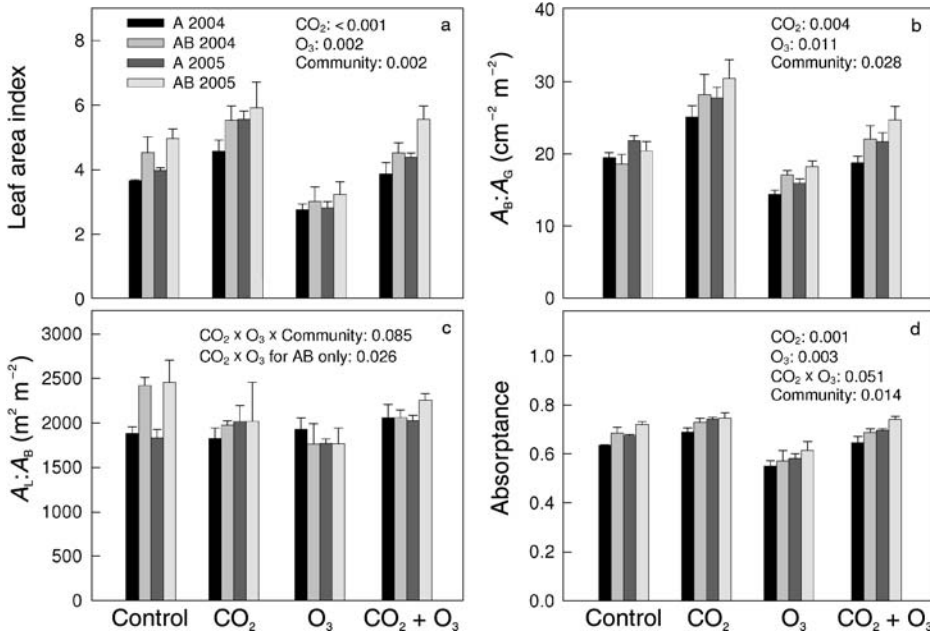 A 2004
AB 2004
A 2005
AB 2005
CO₂: < 0.001
O₃: 0.002
Community: 0.002
a
Leaf area index
8
6
4
2
0
CO₂: 0.004
O₃: 0.011
Community: 0.028
b
A_B:A_G (cm⁻² m⁻²)
40
30
20
10
0
CO₂ x O₃ x Community: 0.085
CO₂ x O₃ for AB only: 0.026
c
A_L:A_B (m² m⁻²)
3000
2500
2000
1500
1000
500
0
Control
CO₂
O₃
CO₂ + O₃
CO₂: 0.001
O₃: 0.003
CO₂ x O₃: 0.051
Community: 0.014
d
Absorptance
1.0
0.8
0.6
0.4
0.2
0.0
Control
CO₂
O₃
CO₂ + O₃